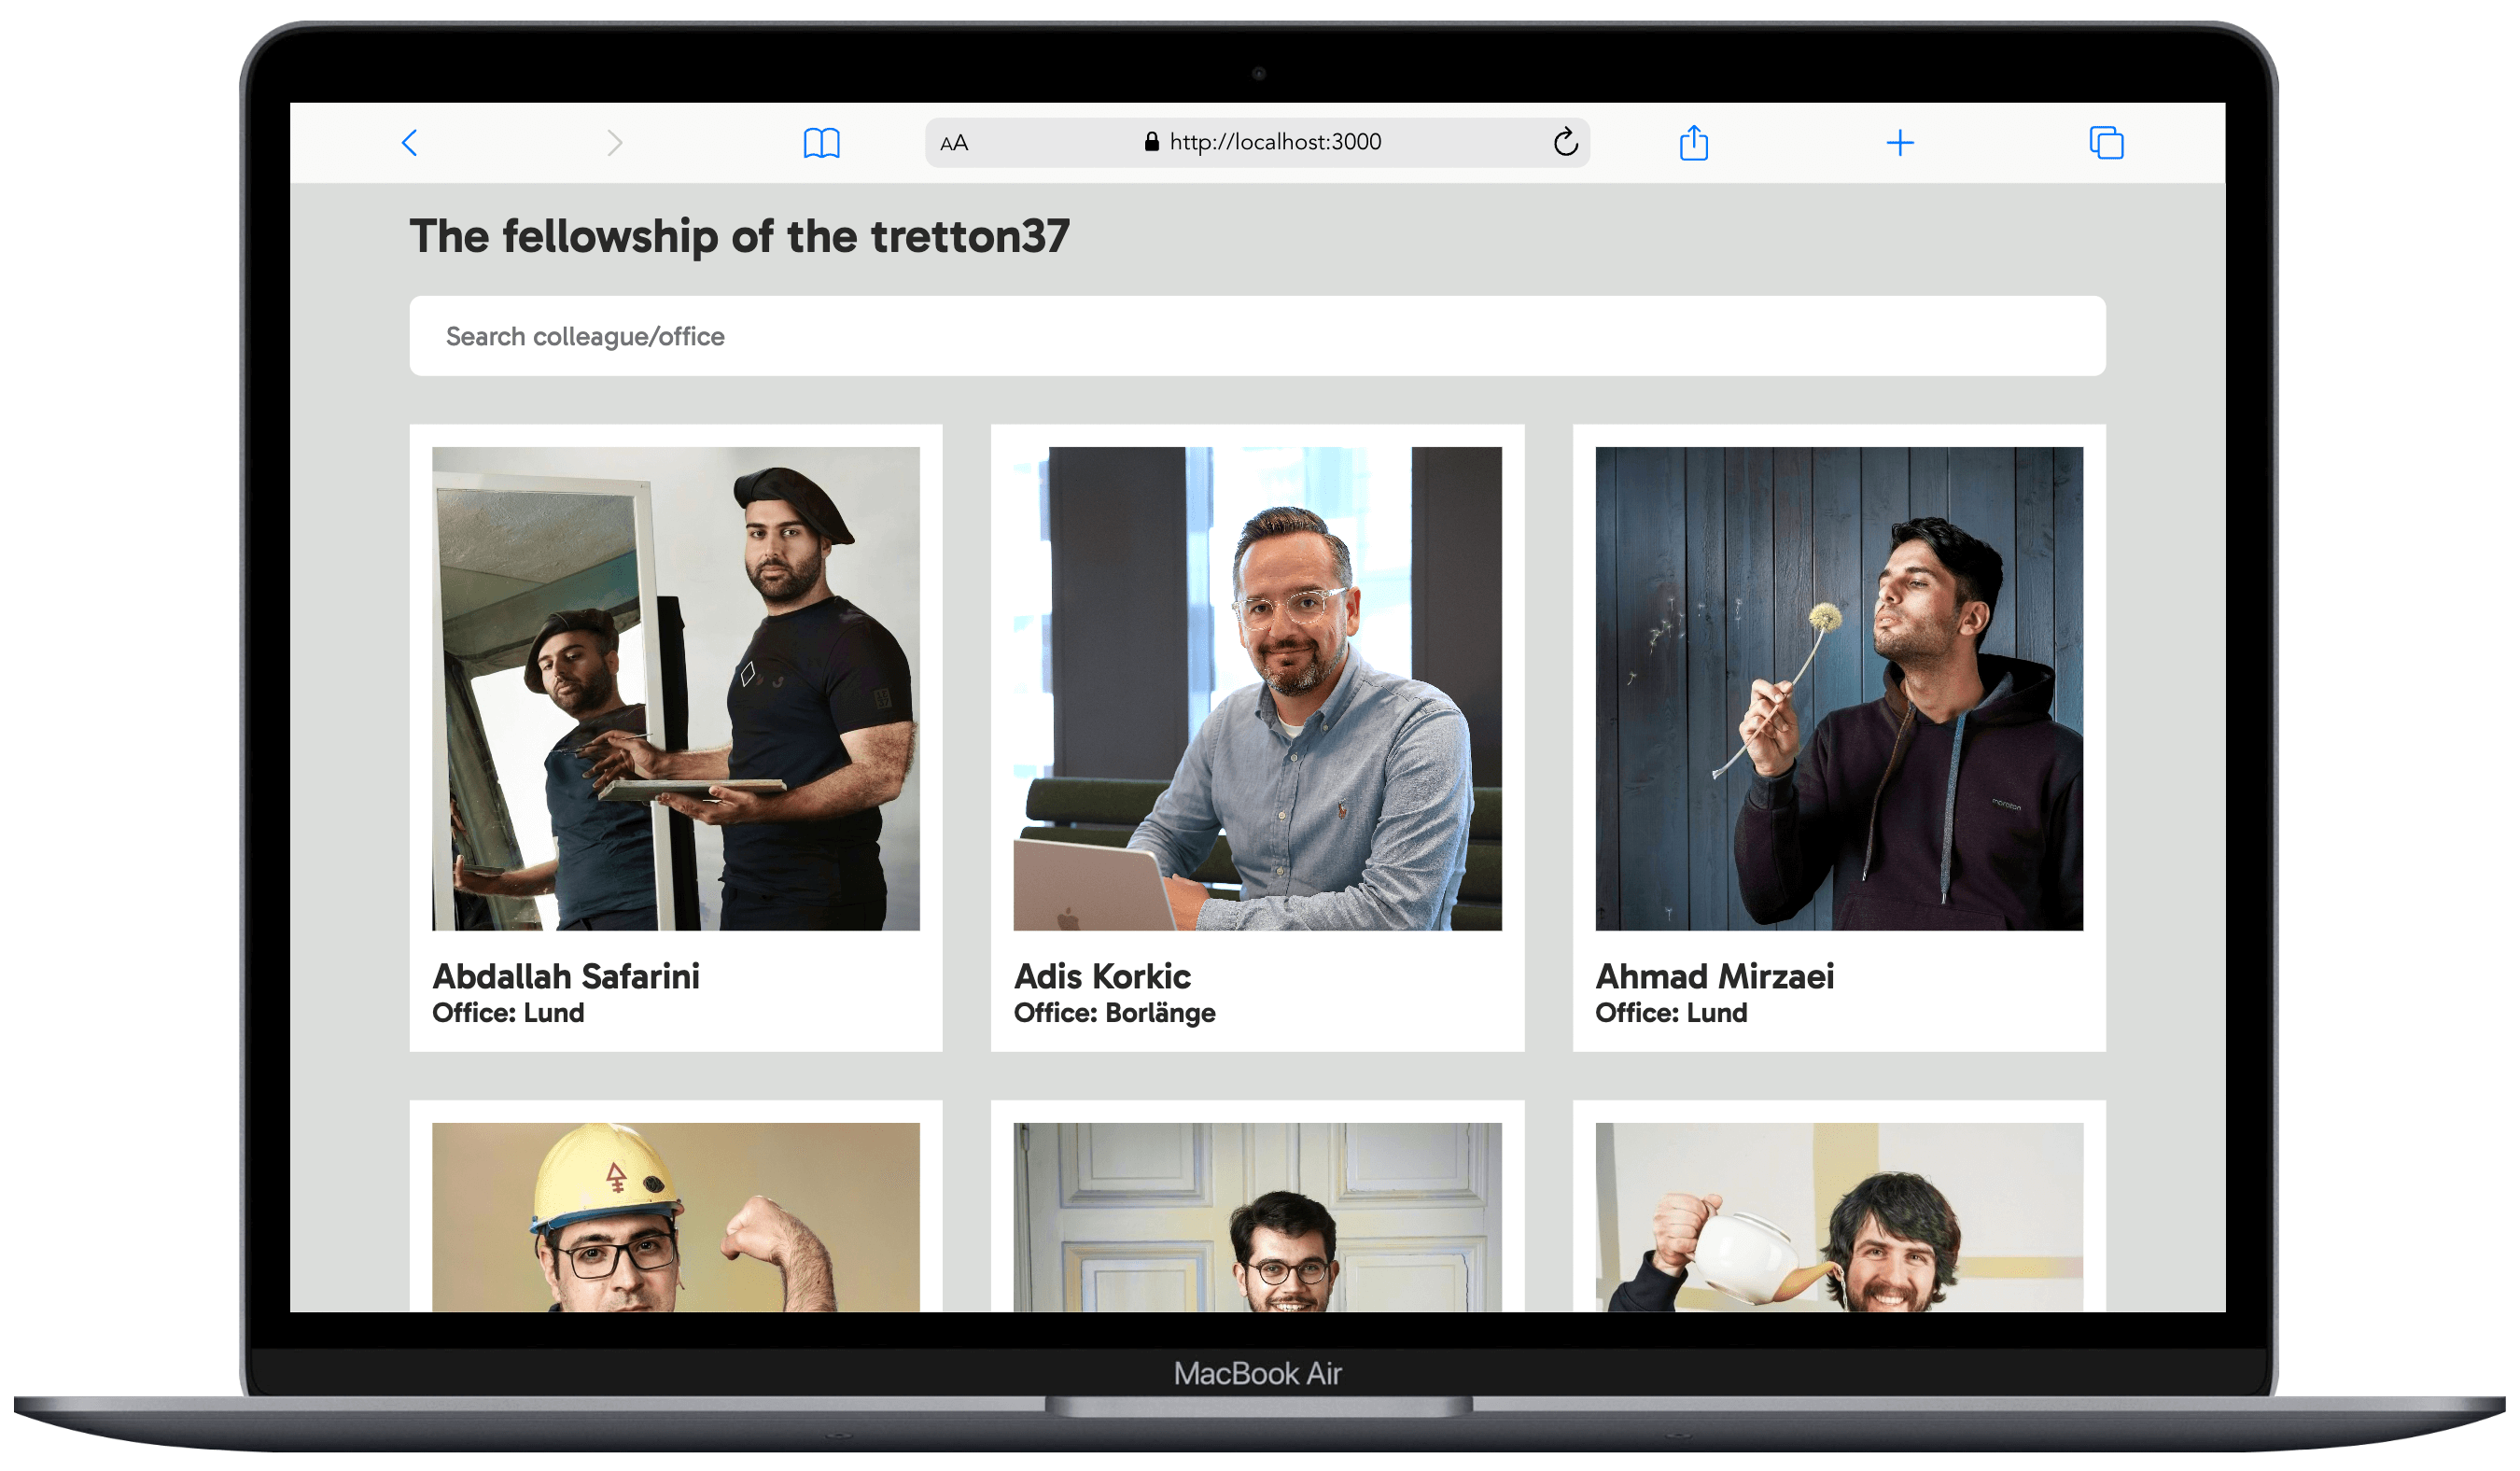 AA
http://localhost:3000
The fellowship of the tretton37
Search colleague/office
Abdallah Safarini
Office: Lund
Adis Korkic
Office: Borlänge
Ahmad Mirzaei
Office: Lund
MacBook Air